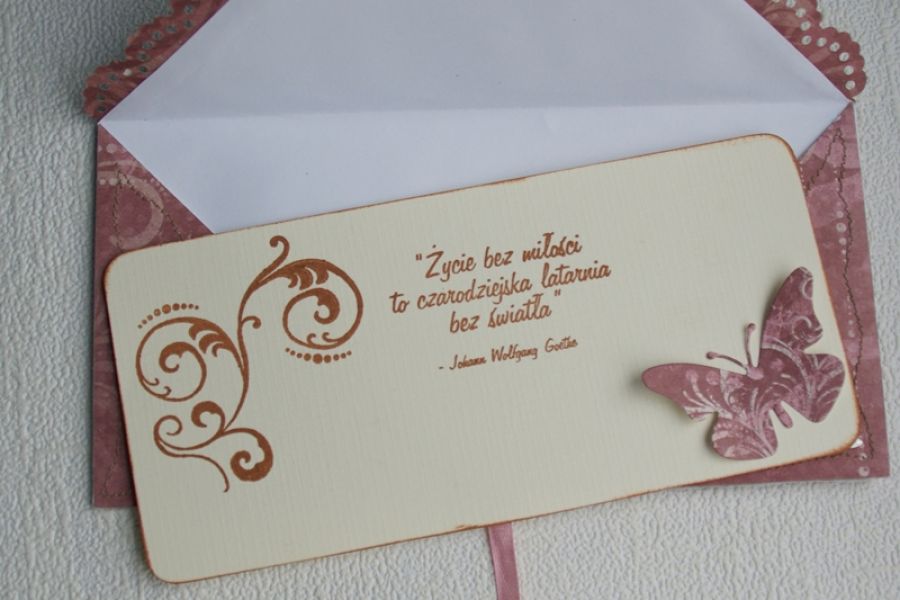 "Życie bez miłości
to czarodziejska latarnia
bez światła"
- Johann Wolfgang Goethe